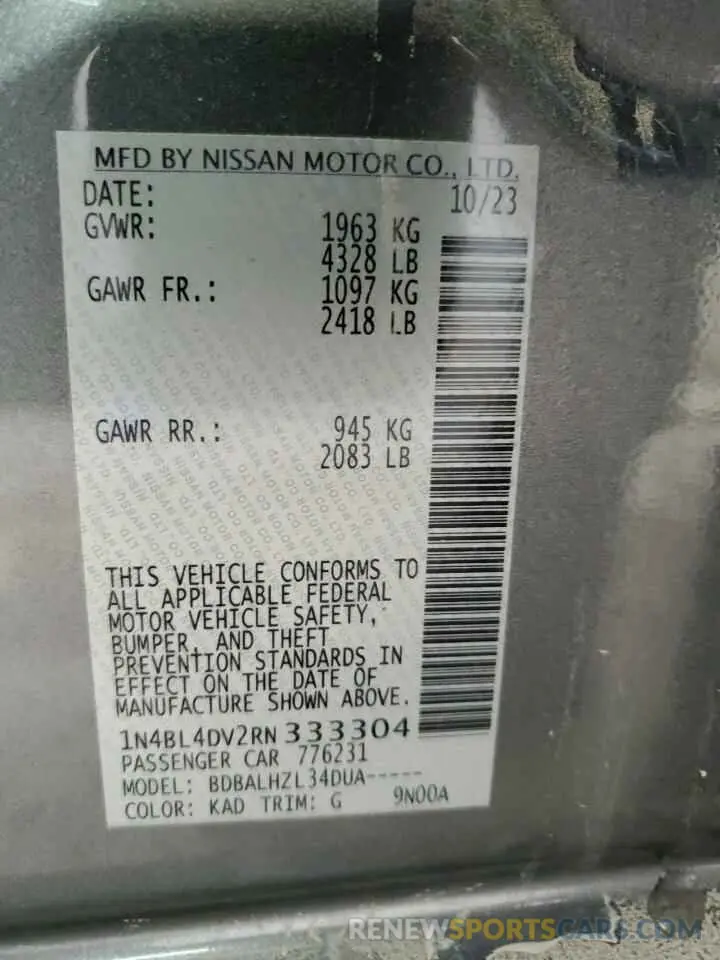 MFD BY NISSAN MOTOR CO., LTD.
DATE: 10/23
GVWR: 1963 KG
4328 LB
GAWR FR.: 1097 KG
2418 LB
GAWR RR.: 945 KG
2083 LB
THIS VEHICLE CONFORMS TO
ALL APPLICABLE FEDERAL
MOTOR VEHICLE SAFETY,
BUMPER, AND THEFT
PREVENTION STANDARDS IN
EFFECT ON THE DATE OF
MANUFACTURE SHOWN ABOVE.
1N4BL4DV2RN333304
PASSENGER CAR 776231
MODEL: BDBALHZL34DUA-----
COLOR: KAD TRIM: G 9N00A
RENEWSPORTSCARS.COM